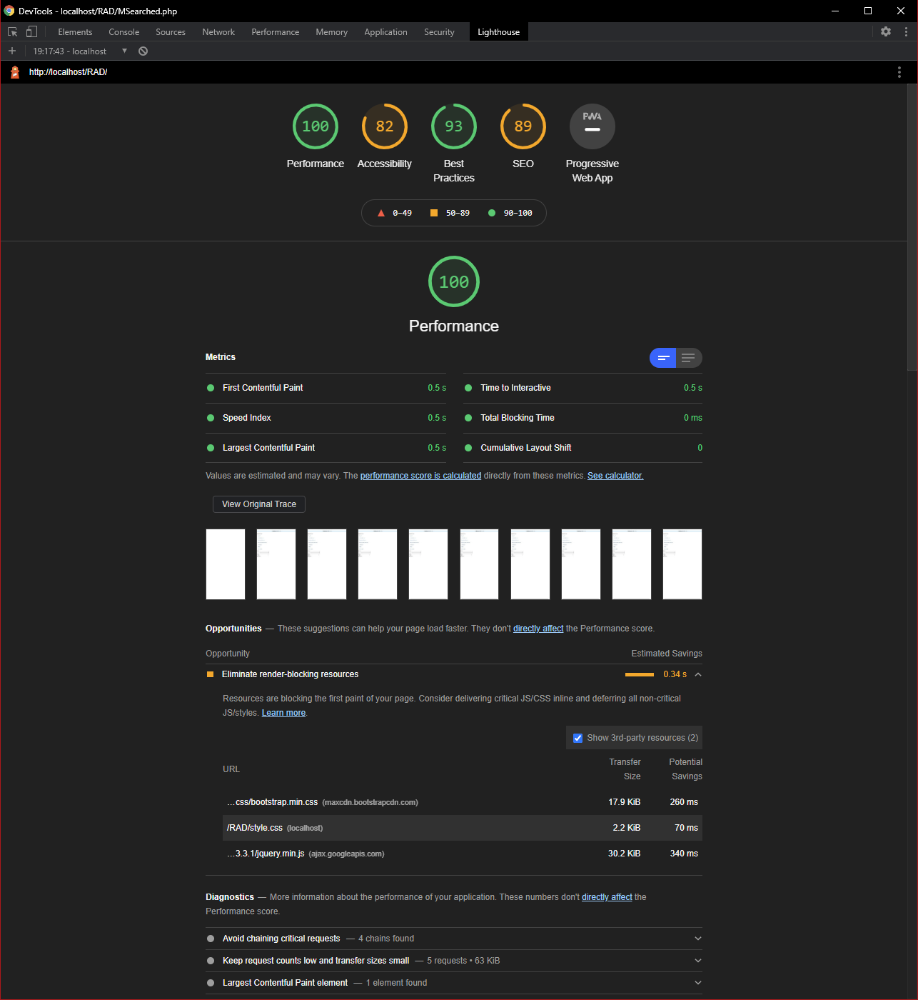 DevTools - localhost/RAD/MSearched.php
Elements Console Sources Network Performance Memory Application Security Lighthouse
19:17:43 - localhost
http://localhost/RAD/
100 82 93 89 PWA
Performance Accessibility Best Practices SEO Progressive Web App
0–49 50–89 90–100
100
Performance
Metrics
First Contentful Paint 0.5 s Time to Interactive 0.5 s
Speed Index 0.5 s Total Blocking Time 0 ms
Largest Contentful Paint 0.5 s Cumulative Layout Shift 0
Values are estimated and may vary. The performance score is calculated directly from these metrics. See calculator.
View Original Trace
Opportunities — These suggestions can help your page load faster. They don't directly affect the Performance score.
Opportunity Estimated Savings
Eliminate render-blocking resources 0.34 s
Resources are blocking the first paint of your page. Consider delivering critical JS/CSS inline and deferring all non-critical
JS/styles. Learn more.
Show 3rd-party resources (2)
URL Transfer Size Potential Savings
…css/bootstrap.min.css (maxcdn.bootstrapcdn.com) 17.9 KiB 260 ms
/RAD/style.css (localhost) 2.2 KiB 70 ms
…3.3.1/jquery.min.js (ajax.googleapis.com) 30.2 KiB 340 ms
Diagnostics — More information about the performance of your application. These numbers don't directly affect the
Performance score.
Avoid chaining critical requests — 4 chains found
Keep request counts low and transfer sizes small — 5 requests • 63 KiB
Largest Contentful Paint element — 1 element found